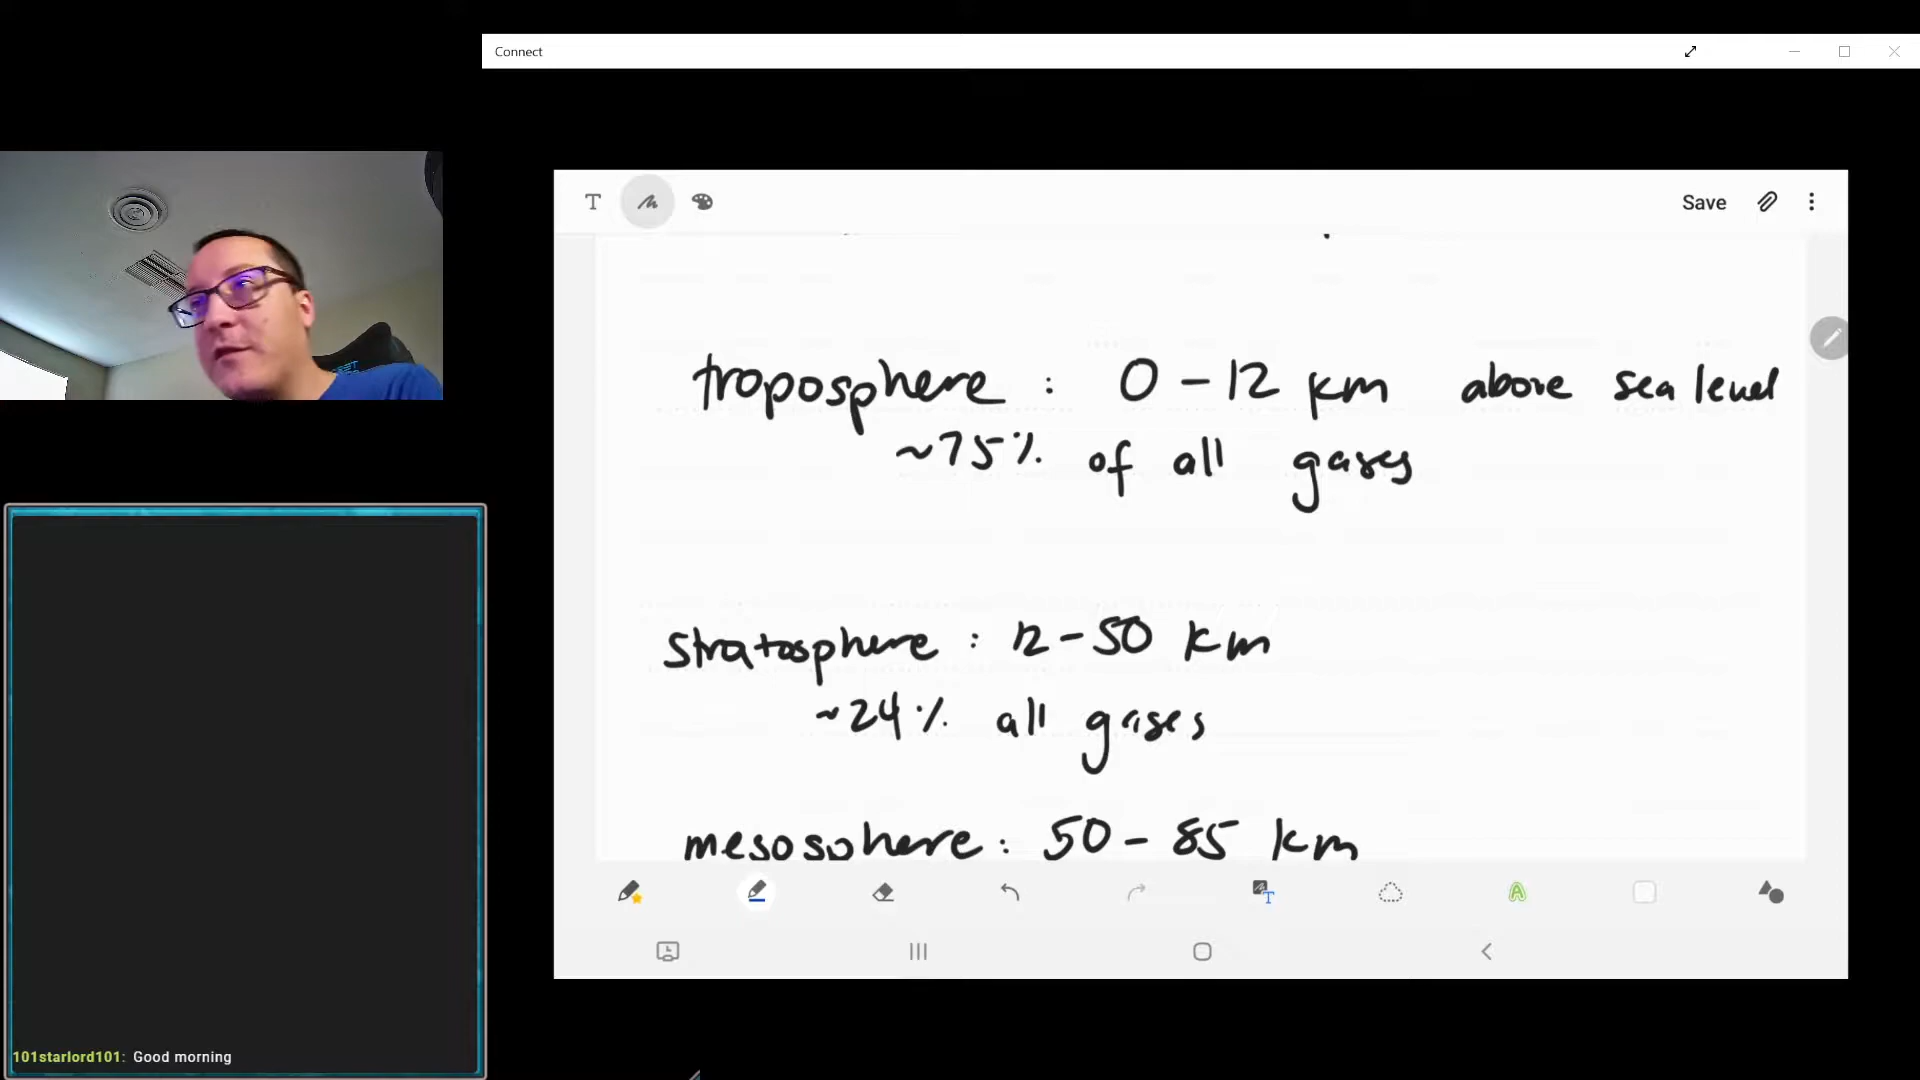 Connect
T
Save
troposphere : 0 - 12 km above sea level
~75% of all gases
stratosphere : 12 - 50 km
~24% all gases
mesosphere : 50 - 85 km
T
A
101starlord101: Good morning